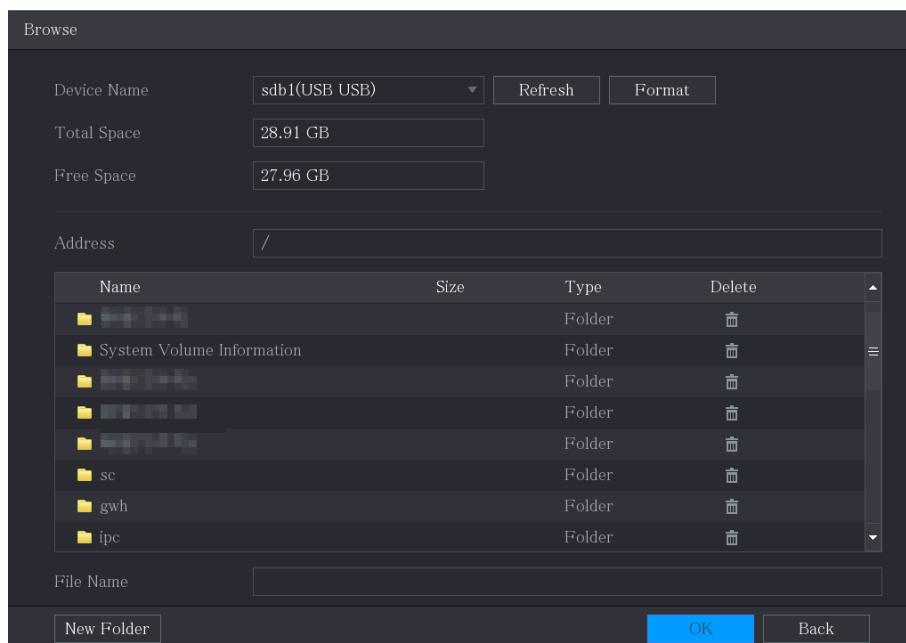 Browse
Device Name sdb1(USB USB) Refresh Format
Total Space 28.91 GB
Free Space 27.96 GB
Address /
Name Size Type Delete
Folder
System Volume Information Folder
Folder
Folder
Folder
sc Folder
gwh Folder
ipc Folder
File Name
New Folder OK Back